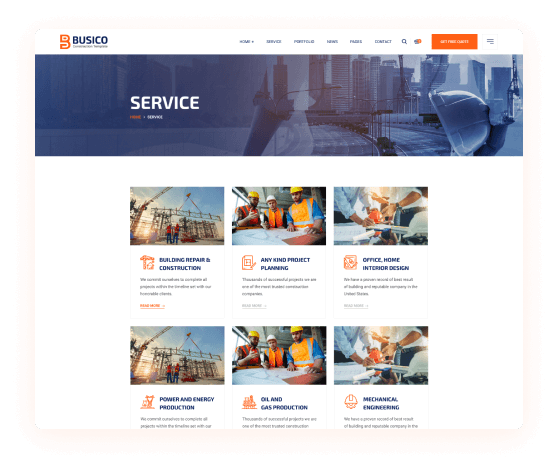 BUSICO
Construction Template
HOME
SERVICE
PORTFOLIO
NEWS
PAGES
CONTACT
GET FREE QUOTE
SERVICE
HOME
SERVICE
BUILDING REPAIR &
CONSTRUCTION
We commit ourselves to complete all
projects within the timeline set with our
honorable clients.
READ MORE
ANY KIND PROJECT
PLANNING
Thousands of successful projects we are
one of the most trusted construction
companies.
READ MORE
OFFICE, HOME
INTERIOR DESIGN
We have a proven record of best result
of building and reputable company in the
United States.
READ MORE
POWER AND ENERGY
PRODUCTION
We commit ourselves to complete all
projects within the timeline set with our
OIL AND
GAS PRODUCTION
Thousands of successful projects we are
one of the most trusted construction
MECHANICAL
ENGINEERING
We have a proven record of best result
of building and reputable company in the